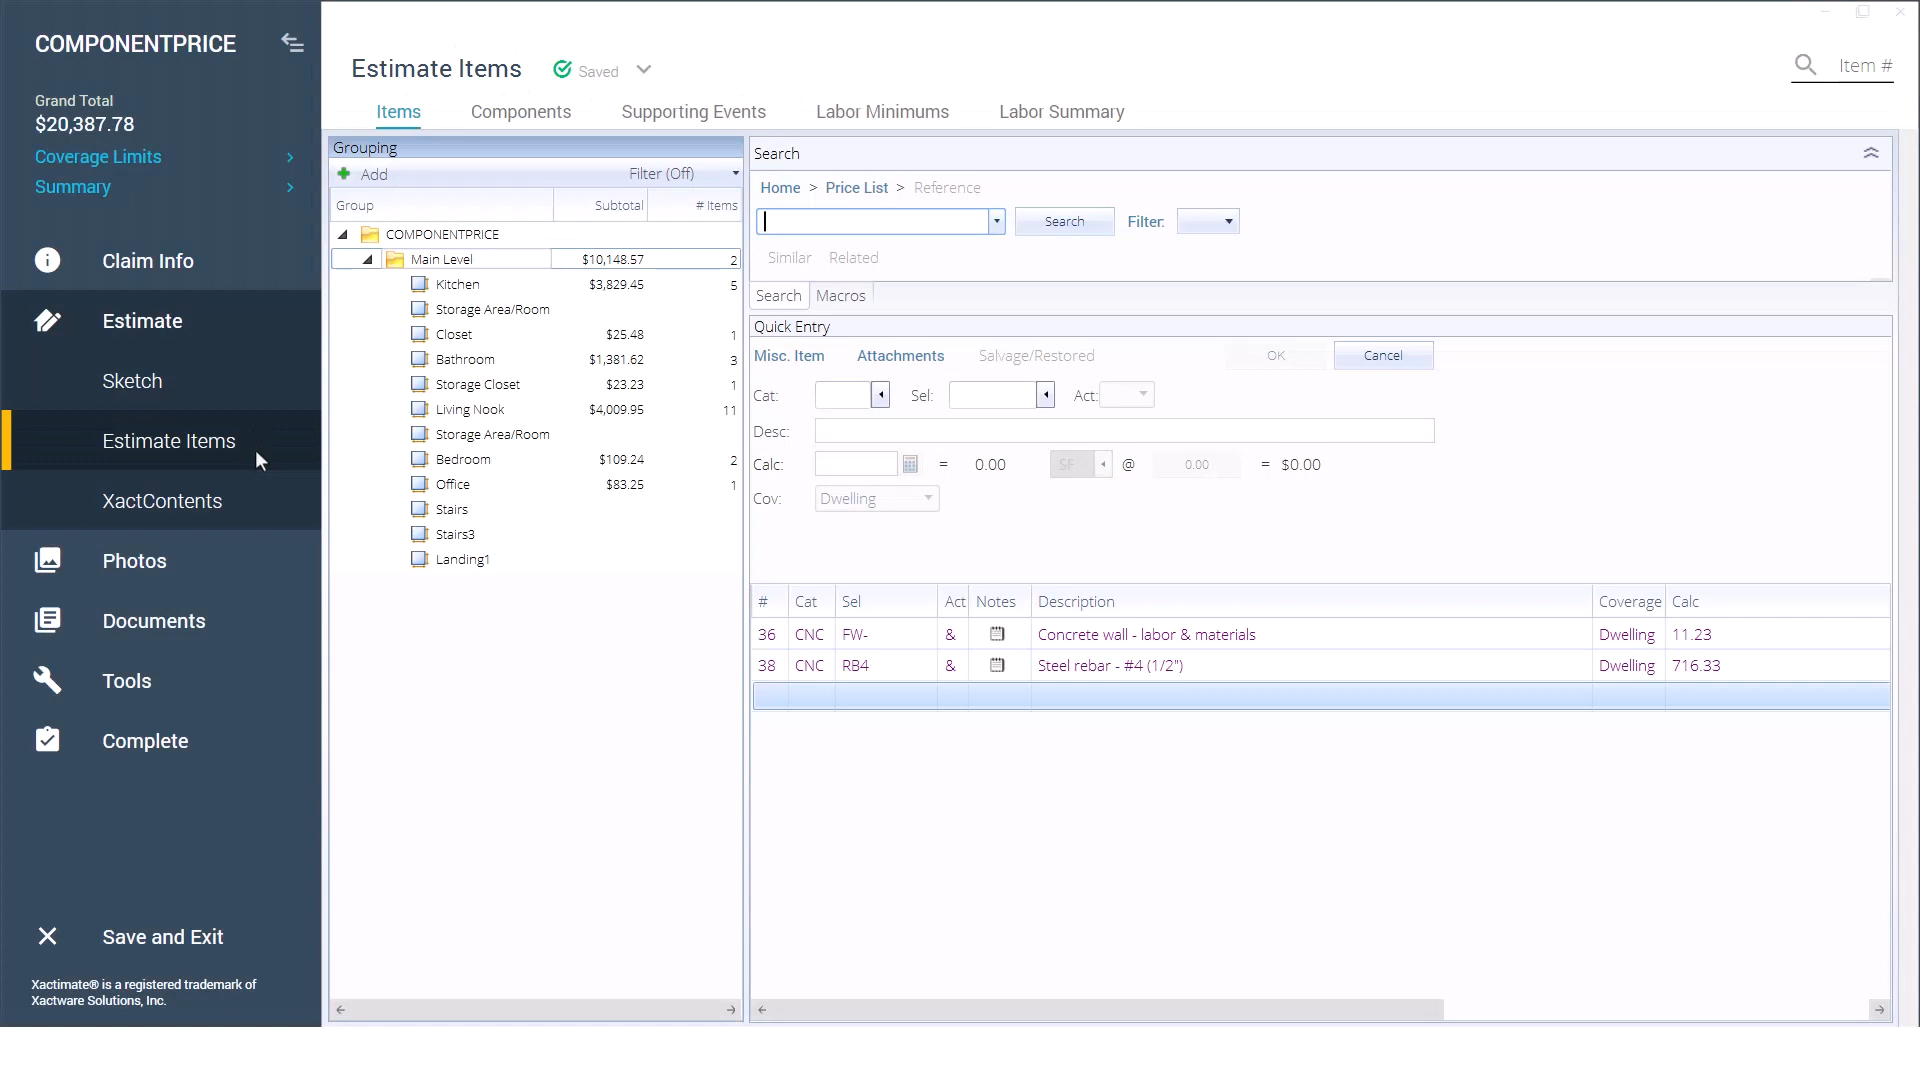 COMPONENTPRICE
Grand Total
$20,387.78
Coverage Limits
Summary
Claim Info
Estimate
Sketch
Estimate Items
XactContents
Photos
Documents
Tools
Complete
Save and Exit
Xactimate® is a registered trademark of
Xactware Solutions, Inc.
Estimate Items Saved
Item #
Items Components Supporting Events Labor Minimums Labor Summary
Grouping
Add Filter (Off)
Group Subtotal # Items
COMPONENTPRICE
Main Level $10,148.57 2
Kitchen $3,829.45 5
Storage Area/Room
Closet $25.48 1
Bathroom $1,381.62 3
Storage Closet $23.23 1
Living Nook $4,009.95 11
Storage Area/Room
Bedroom $109.24 2
Office $83.25 1
Stairs
Stairs3
Landing1
Search
Home > Price List > Reference
Search Filter:
Similar Related
Search Macros
Quick Entry
Misc. Item Attachments Salvage/Restored OK Cancel
Cat: Sel: Act:
Desc:
Calc: = 0.00 SF @ 0.00 = $0.00
Cov: Dwelling
# Cat Sel Act Notes Description Coverage Calc
36 CNC FW- & Concrete wall - labor & materials Dwelling 11.23
38 CNC RB4 & Steel rebar - #4 (1/2") Dwelling 716.33